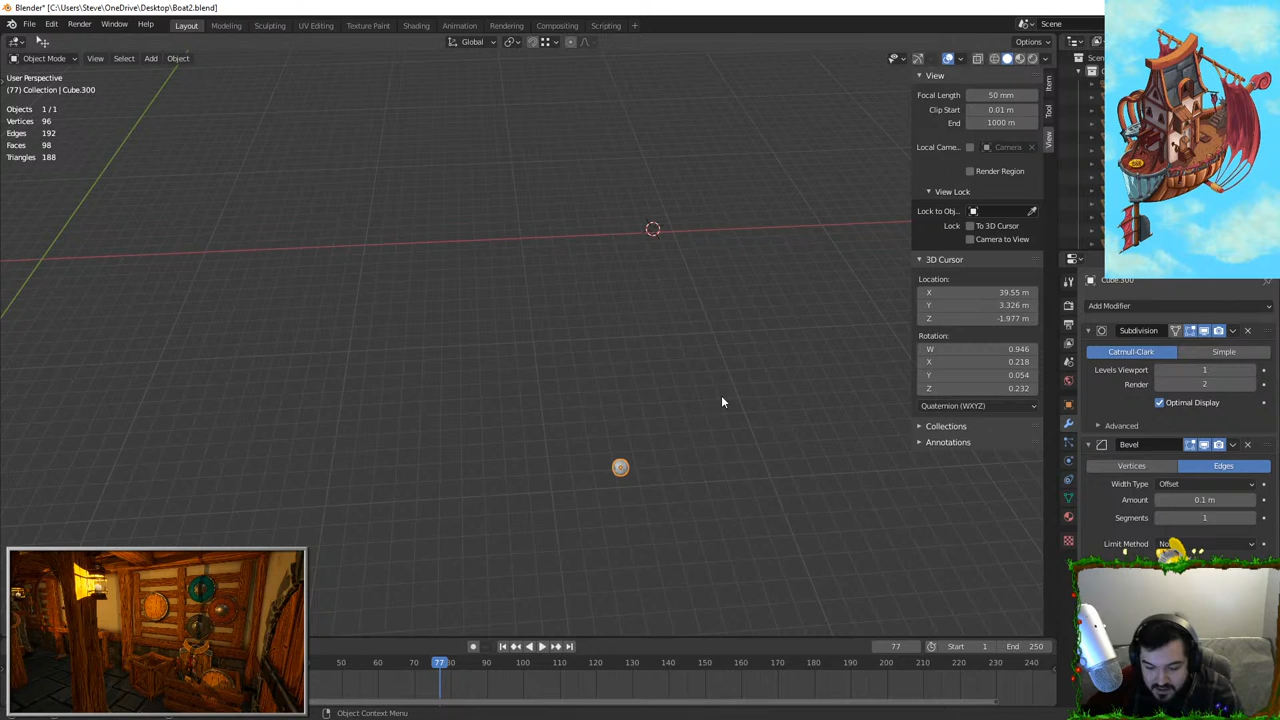 Blender* [C:\Users\Steve\OneDrive\Desktop\Boat2.blend]
File Edit Render Window Help Layout Modeling Sculpting UV Editing Texture Paint Shading Animation Rendering Compositing Scripting + Scene
Global Options
Object Mode View Select Add Object
User Perspective
(77) Collection | Cube.300
Objects 1 / 1
Vertices 96
Edges 192
Faces 98
Triangles 188
View
Focal Length 50 mm
Clip Start 0.01 m
End 1000 m
Local Came... Camera
Render Region
View Lock
Lock to Obj...
Lock To 3D Cursor
Camera to View
3D Cursor
Location:
X 39.55 m
Y 3.326 m
Z -1.977 m
Rotation:
W 0.946
X 0.218
Y 0.054
Z 0.232
Quaternion (WXYZ)
Collections
Annotations
Item
Tool
View
Cube.300
Add Modifier
Subdivision
Catmull-Clark Simple
Levels Viewport 1
Render 2
Optimal Display
Advanced
Bevel
Vertices Edges
Width Type Offset
Amount 0.1 m
Segments 1
Limit Method
77 Start 1 End 250
50 60 70 77 80 90 100 110 120 130 140 150 160 170 180 190 200 210 220 230 240
Object Context Menu